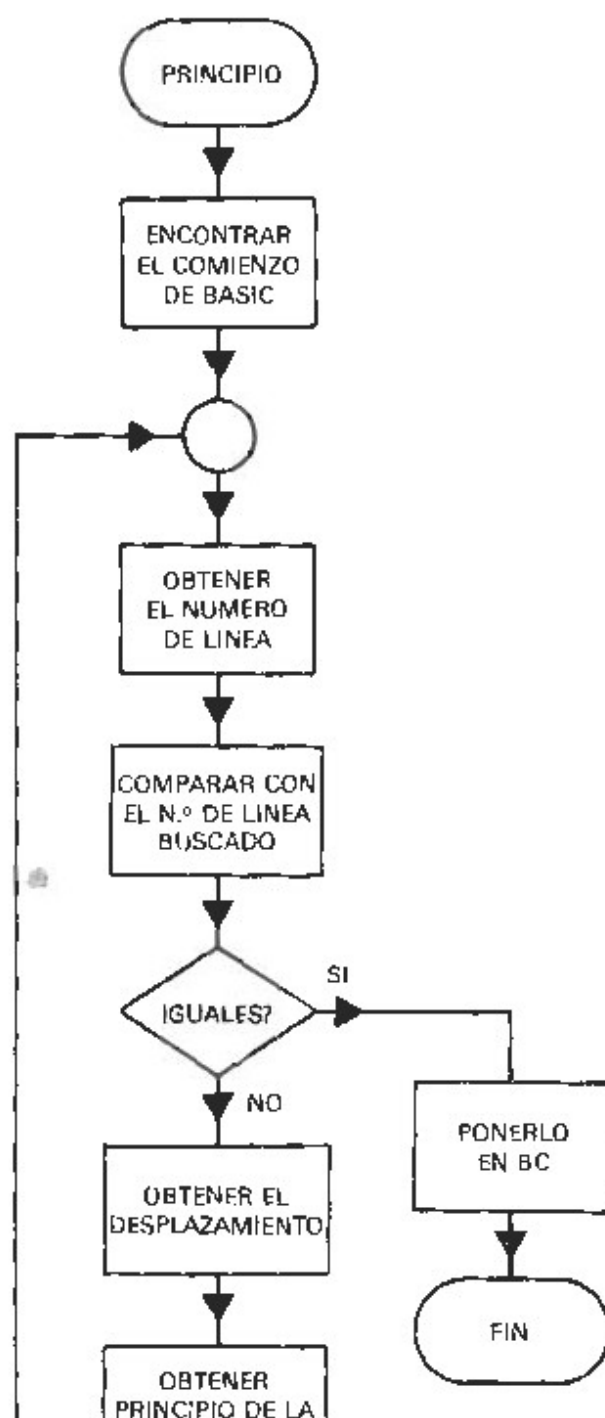 PRINCIPIO
ENCONTRAR
EL COMIENZO
DE BASIC
OBTENER
EL NUMERO
DE LINEA
COMPARAR CON
EL N.º DE LINEA
BUSCADO
IGUALES?
SI
NO
PONERLO
EN BC
OBTENER EL
DESPLAZAMIENTO
FIN
OBTENER
PRINCIPIO DE LA